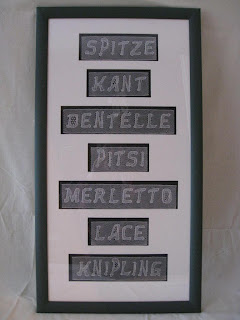 SPITZE
KANT
DENTELLE
PITSI
MERLETTO
LACE
KNIPLING